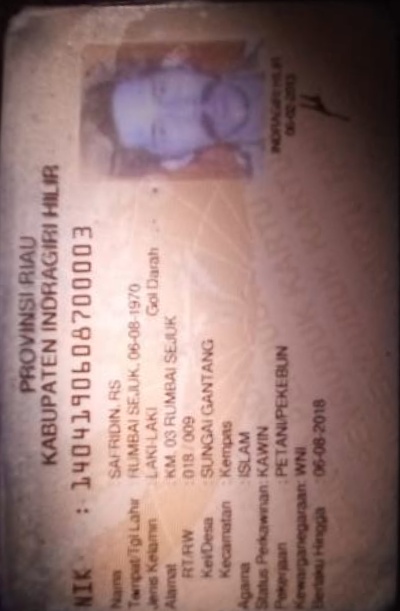 PROVINSI RIAU
KABUPATEN INDRAGIRI HILIR
NIK : 1404190608700003
Nama : SAFRIDIN. RS
Tempat/Tgl Lahir : RUMBAI SEJUK, 06-08-1970
Jenis Kelamin : LAKI-LAKI Gol Darah : -
Alamat : KM. 03 RUMBAI SEJUK
RT/RW : 018 / 009
Kel/Desa : SUNGAI GANTANG
Kecamatan : Kempas
Agama : ISLAM
Status Perkawinan: KAWIN
Pekerjaan : PETANI/PEKEBUN
Kewarganegaraan: WNI
Berlaku Hingga : 06-08-2018
INDRAGIRI HILIR
06-02-2013